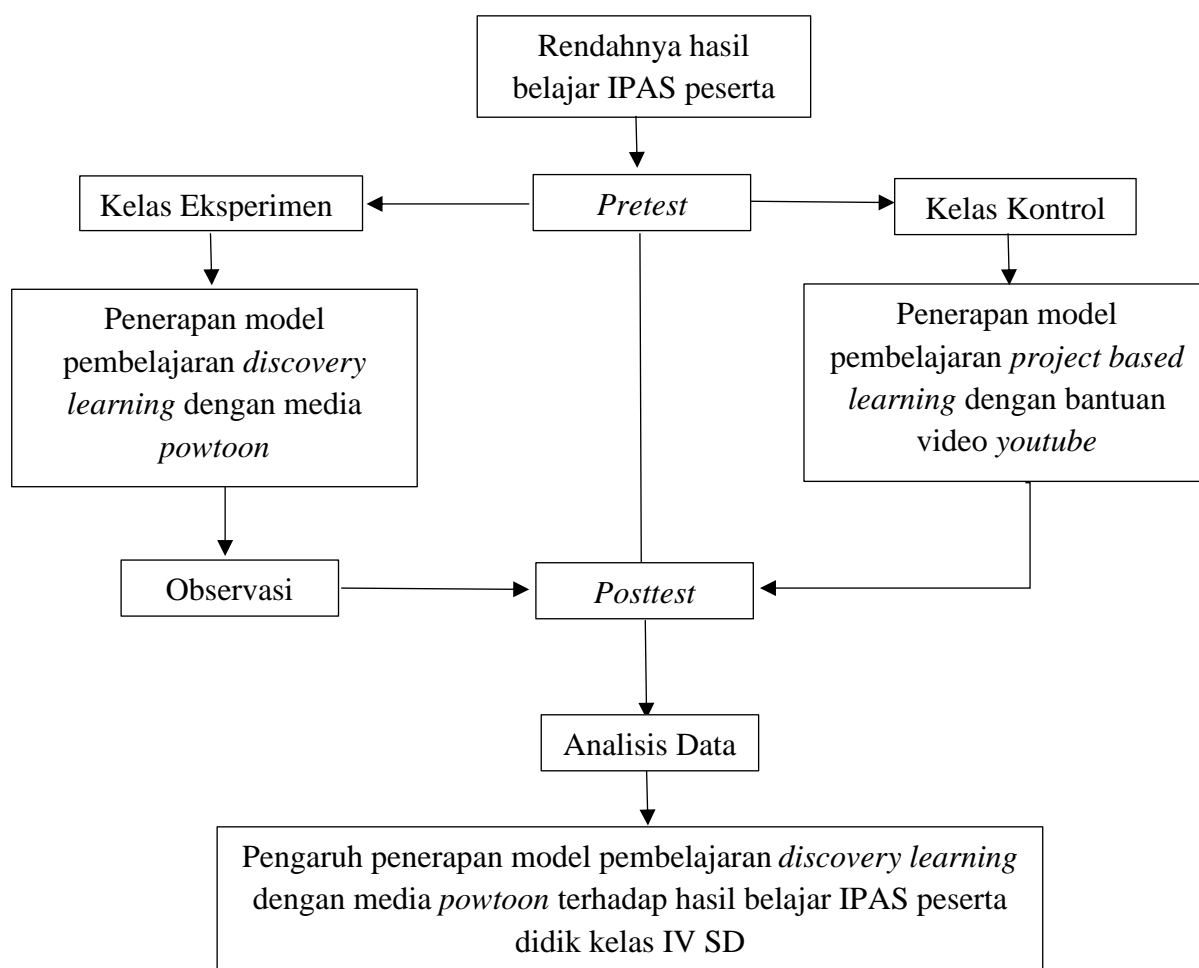 Rendahnya hasil
belajar IPAS peserta
Kelas Eksperimen
Pretest
Kelas Kontrol
Penerapan model
pembelajaran discovery
learning dengan media
powtoon
Penerapan model
pembelajaran project based
learning dengan bantuan
video youtube
Observasi
Posttest
Analisis Data
Pengaruh penerapan model pembelajaran discovery learning
dengan media powtoon terhadap hasil belajar IPAS peserta
didik kelas IV SD